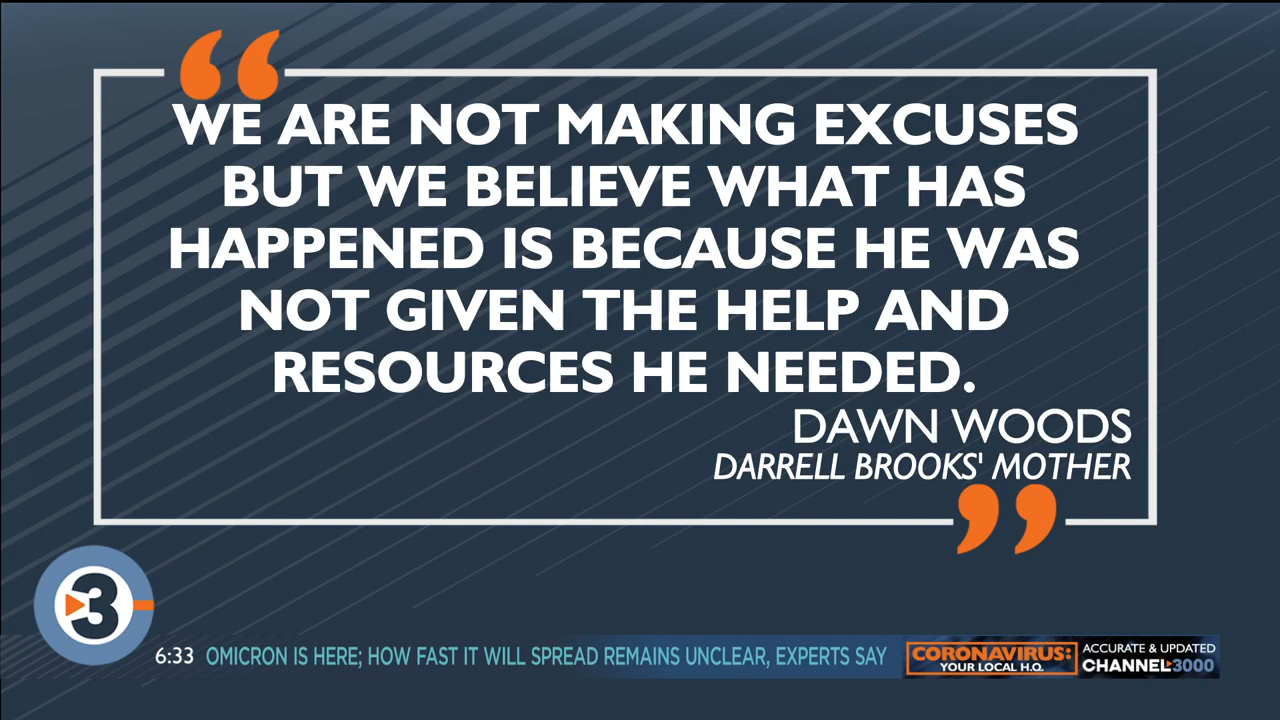 “
WE ARE NOT MAKING EXCUSES
BUT WE BELIEVE WHAT HAS
HAPPENED IS BECAUSE HE WAS
NOT GIVEN THE HELP AND
RESOURCES HE NEEDED.
DAWN WOODS
DARRELL BROOKS' MOTHER
”
3
6:33 OMICRON IS HERE; HOW FAST IT WILL SPREAD REMAINS UNCLEAR, EXPERTS SAY
CORONAVIRUS:
YOUR LOCAL H.Q.
ACCURATE & UPDATED
CHANNEL3000